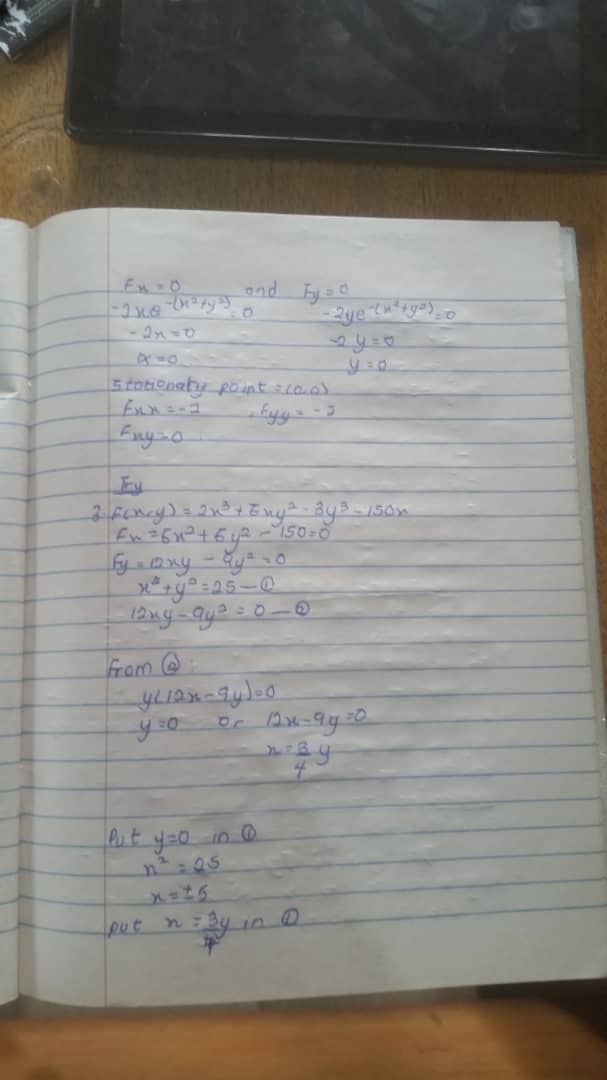 Fx = 0 and Fy = 0
-2xe^-(x²+y²) = 0 -2ye^-(x²+y²) = 0
-2x = 0 -2y = 0
x = 0 y = 0
Stationary point = (0,0)
Fxx = -2 , Fyy = -2
Fxy = 0
Try
3. F(x,y) = 2x³ + 6xy² - 3y³ - 150x
Fx = 6x² + 6y² - 150 = 0
Fy = 12xy - 9y² = 0
x² + y² = 25 — ①
12xy - 9y² = 0 — ②
From ②
y(12x - 9y) = 0
y = 0 or 12x - 9y = 0
x = 3/4 y
Put y=0 in ①
x² = 25
x = ±5
put x = 3y/4 in ①